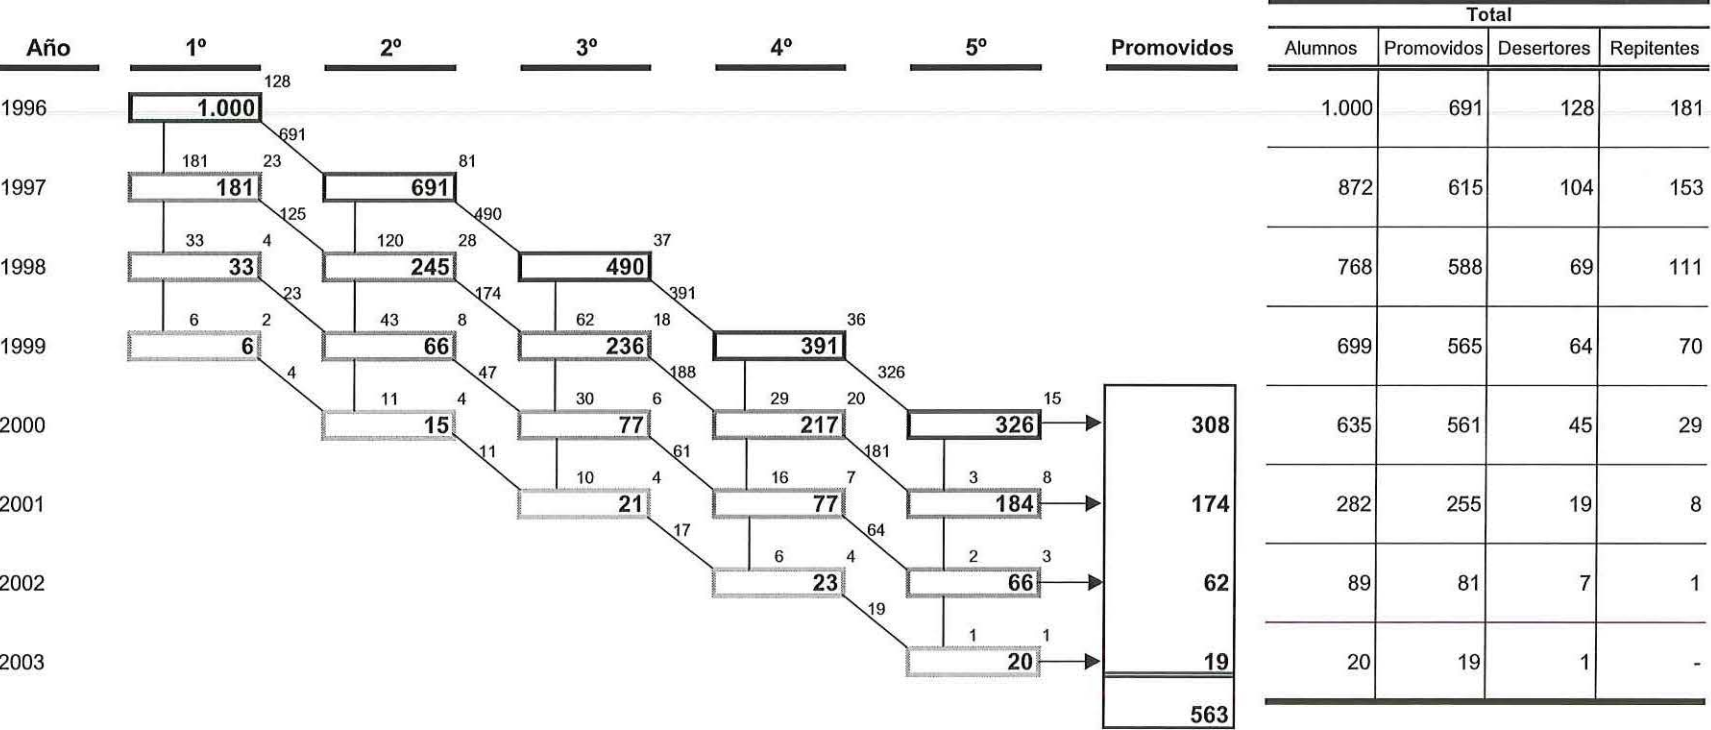 Total
Año 1º 2º 3º 4º 5º Promovidos Alumnos Promovidos Desertores Repitentes
128
1996 1.000 1.000 691 128 181
691
181 23 81
1997 181 691 872 615 104 153
125 490
33 4 120 28 37
1998 33 245 490 768 588 69 111
23 174 391
6 2 43 8 62 18 36
1999 6 66 236 391 699 565 64 70
4 47 188 326
11 4 30 6 29 20 15
2000 15 77 217 326 308 635 561 45 29
11 61 181
10 4 16 7 3 8
2001 21 77 184 174 282 255 19 8
17 64
6 4 2 3
2002 23 66 62 89 81 7 1
19
1 1
2003 20 19 20 19 1 -
563